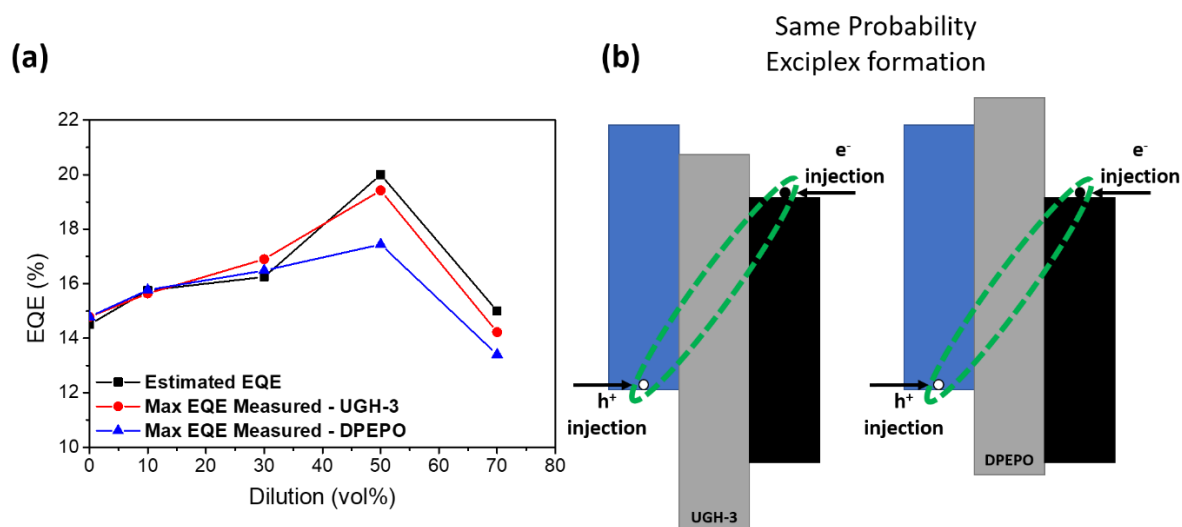 (a)
EQE (%)
22
20
18
16
14
12
10
Estimated EQE
Max EQE Measured - UGH-3
Max EQE Measured - DPEPO
0 10 20 30 40 50 60 70 80
Dilution (vol%)
(b)
Same Probability
Exciplex formation
e-
injection
h+
injection
UGH-3
e-
injection
h+
injection
DPEPO